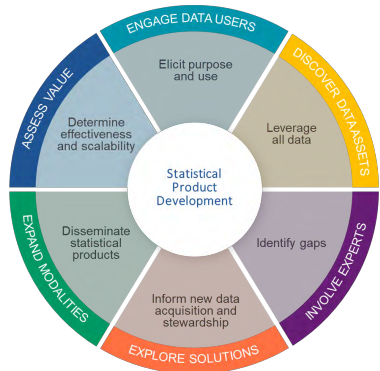 ENGAGE DATA USERS
Elicit purpose
and use
DISCOVER DATA ASSETS
Leverage
all data
INVOLVE EXPERTS
Identify gaps
EXPLORE SOLUTIONS
Inform new data
acquisition and
stewardship
EXPAND MODALITIES
Disseminate
statistical
products
ASSESS VALUE
Determine
effectiveness
and scalability
Statistical
Product
Development